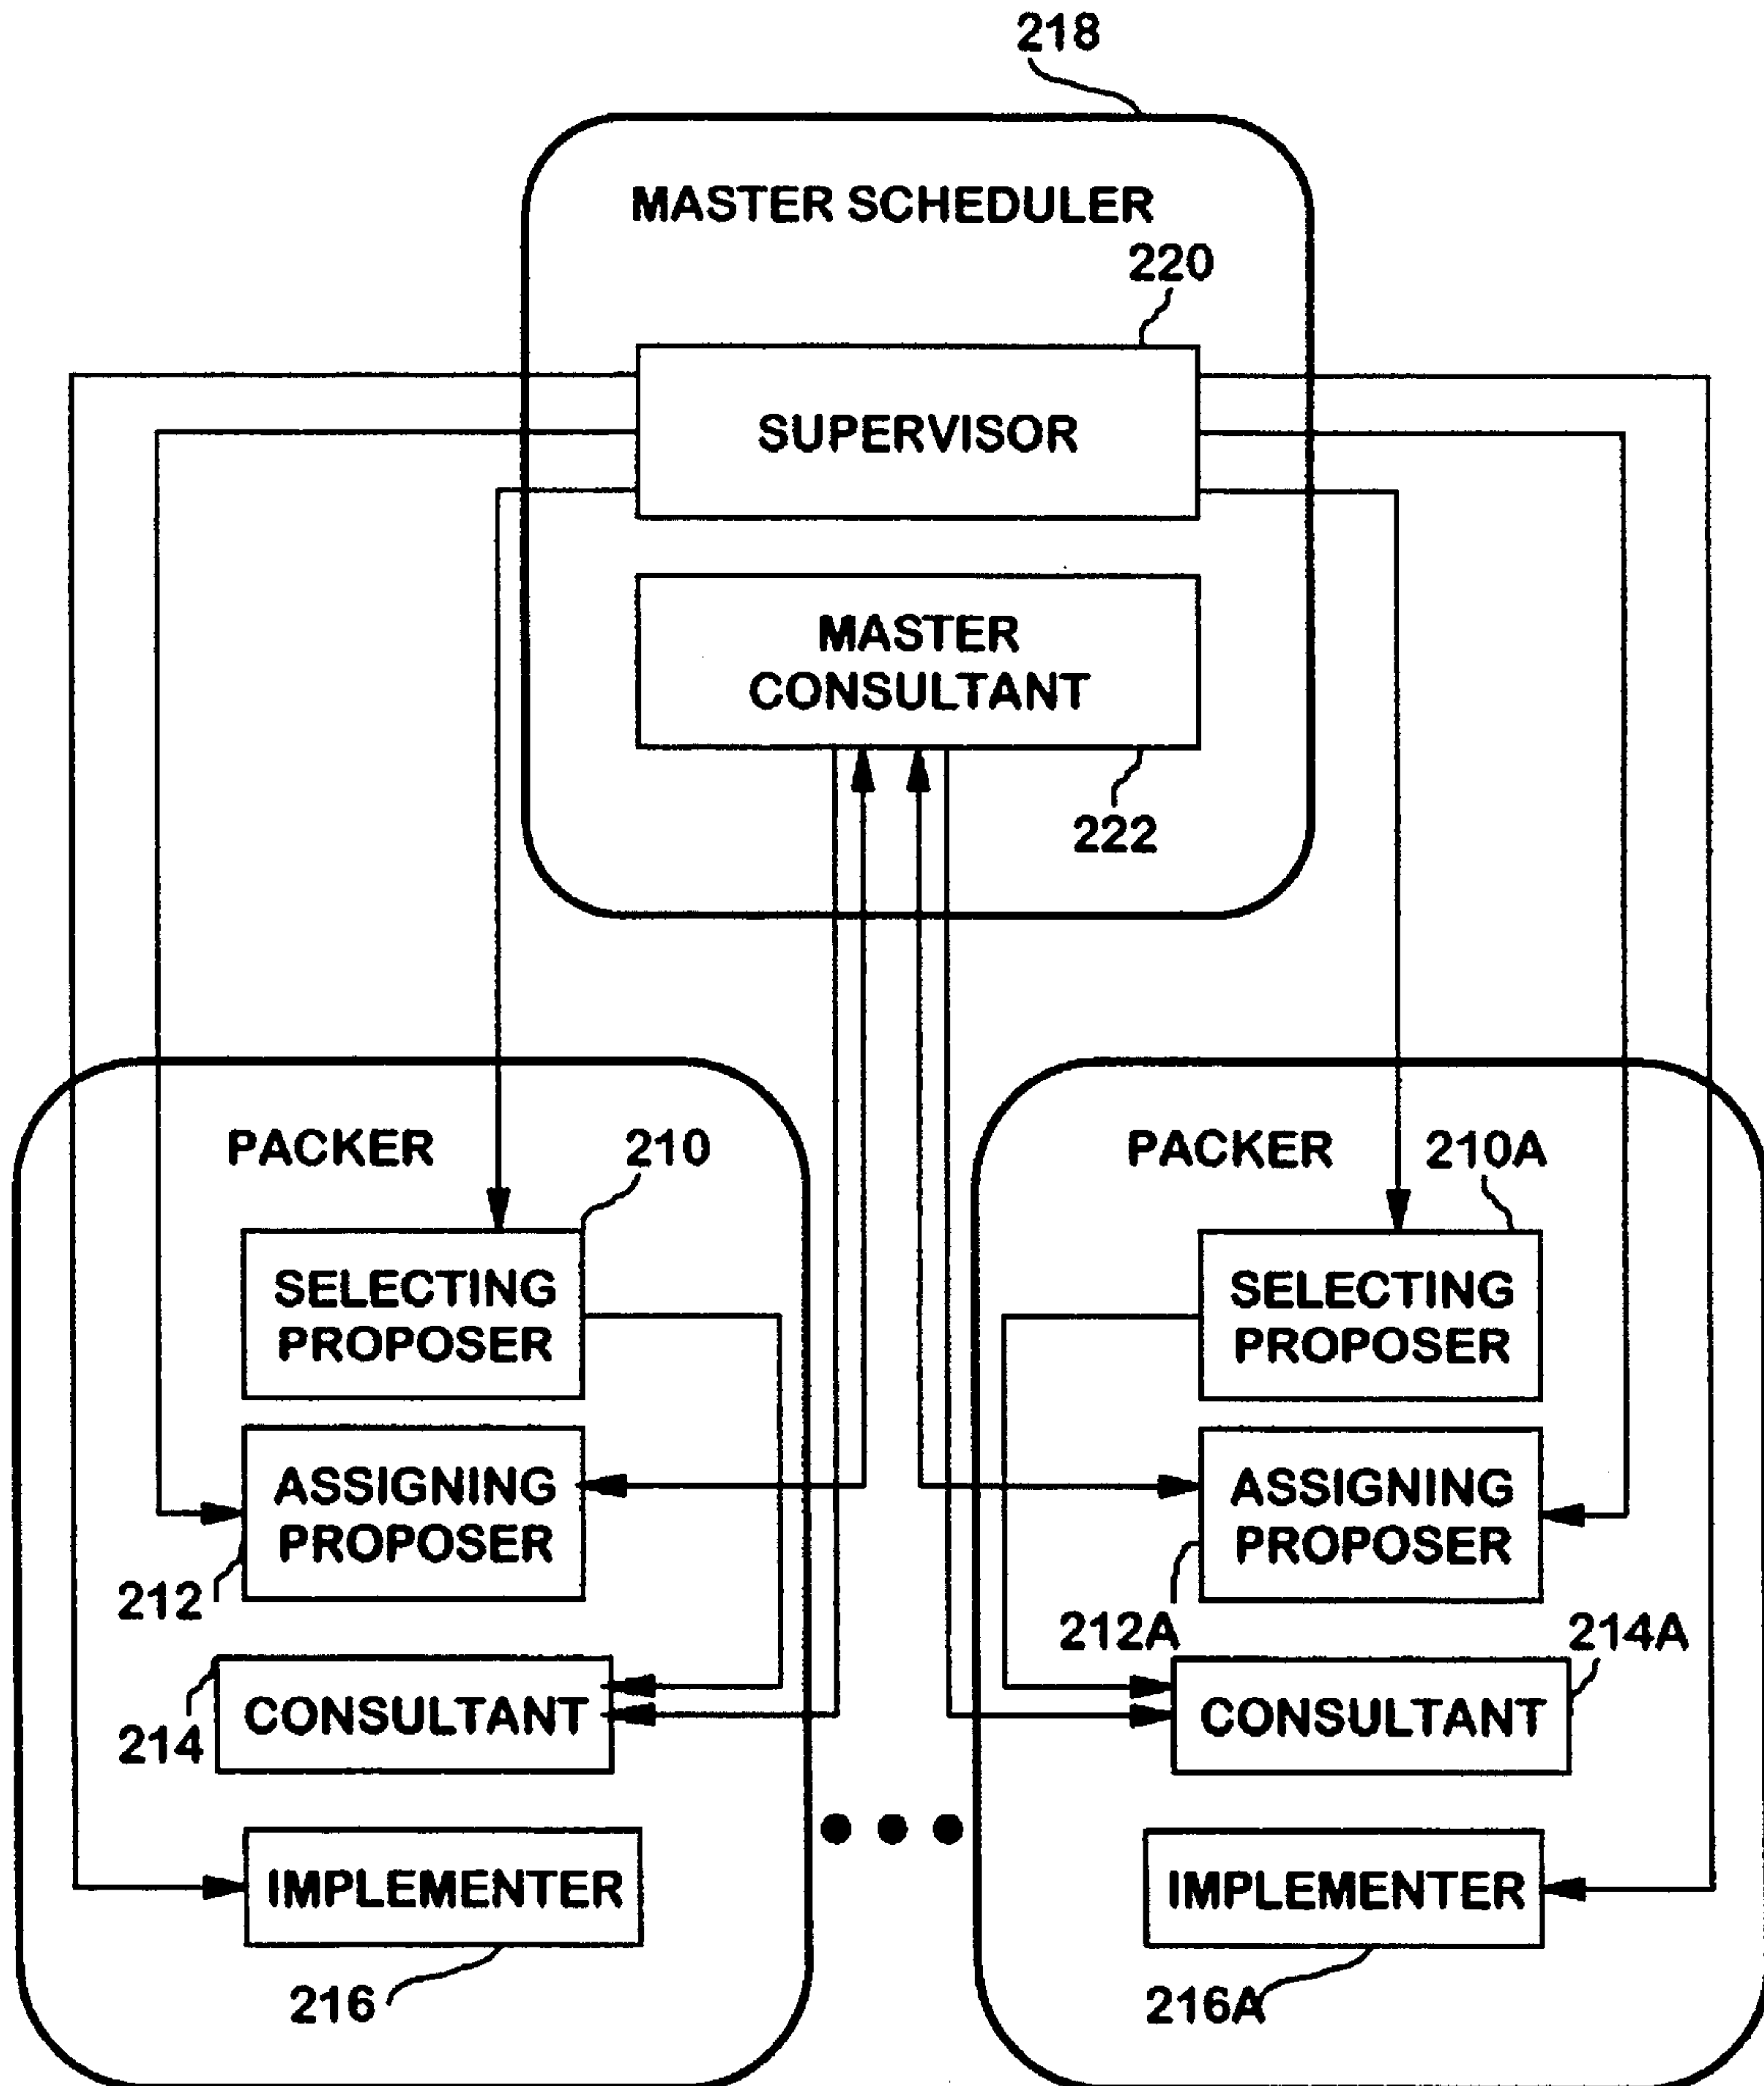 218
MASTER SCHEDULER
220
SUPERVISOR
MASTER
CONSULTANT
222
PACKER
210
SELECTING
PROPOSER
ASSIGNING
PROPOSER
212
CONSULTANT
214
IMPLEMENTER
216
PACKER
210A
SELECTING
PROPOSER
ASSIGNING
PROPOSER
212A
214A
CONSULTANT
IMPLEMENTER
216A